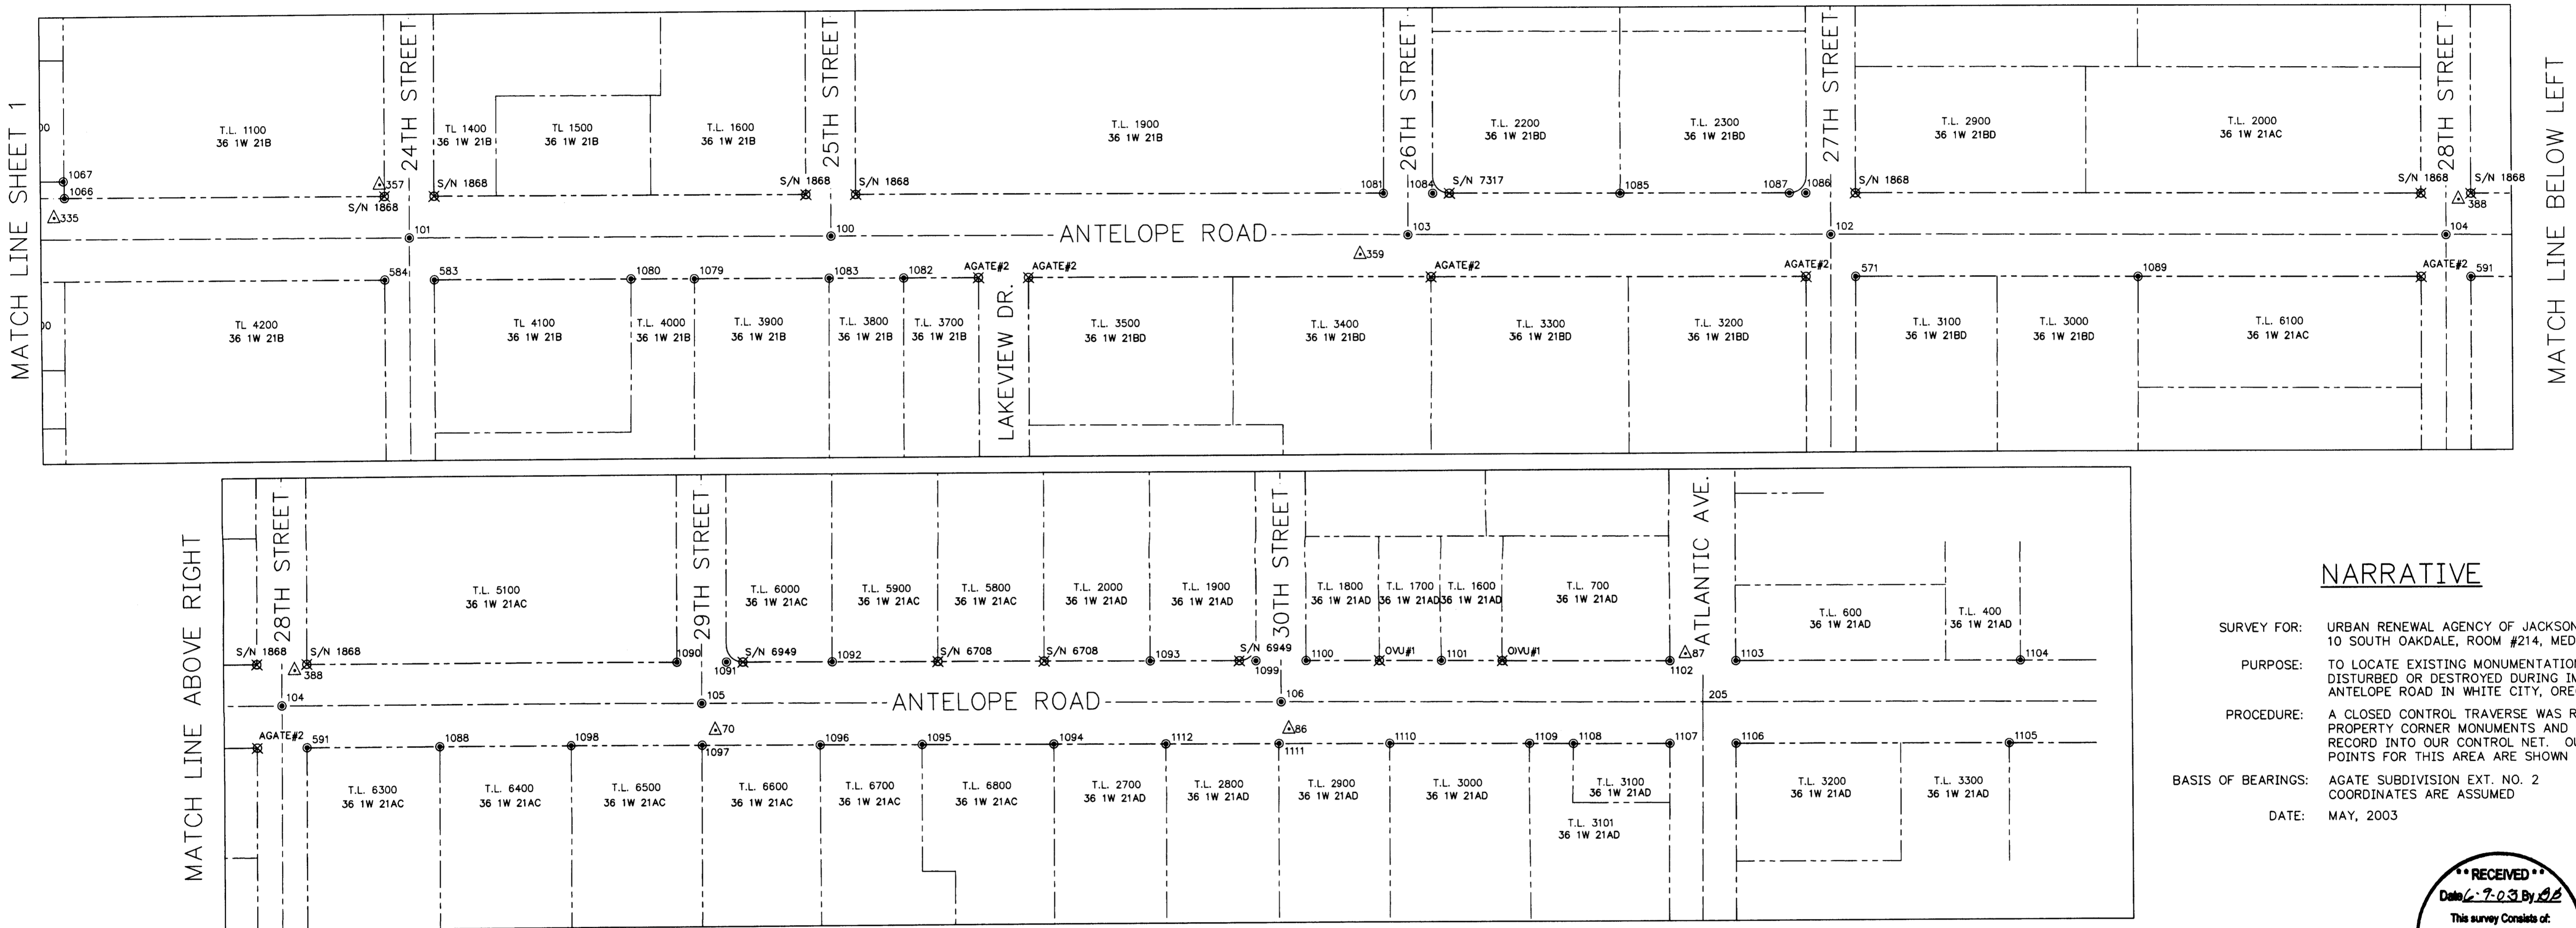 MATCH LINE SHEET 1
24TH STREET
25TH STREET
26TH STREET
27TH STREET
28TH STREET
MATCH LINE BELOW LEFT
00
T.L. 1100
36 1W 21B
TL 1400
36 1W 21B
TL 1500
36 1W 21B
T.L. 1600
36 1W 21B
T.L. 1900
36 1W 21B
T.L. 2200
36 1W 21BD
T.L. 2300
36 1W 21BD
T.L. 2900
36 1W 21BD
T.L. 2000
36 1W 21AC
1067
1066
335
357
S/N 1868
S/N 1868
S/N 1868
S/N 1868
1081
1084
S/N 7317
1085
1087
1086
S/N 1868
S/N 1868
S/N 1868
388
101
100
ANTELOPE ROAD
103
102
104
359
584
583
1080
1079
1083
1082
AGATE#2
AGATE#2
AGATE#2
AGATE#2
571
1089
AGATE#2
591
00
TL 4200
36 1W 21B
TL 4100
36 1W 21B
T.L. 4000
36 1W 21B
T.L. 3900
36 1W 21B
T.L. 3800
36 1W 21B
T.L. 3700
36 1W 21B
LAKEVIEW DR.
T.L. 3500
36 1W 21BD
T.L. 3400
36 1W 21BD
T.L. 3300
36 1W 21BD
T.L. 3200
36 1W 21BD
T.L. 3100
36 1W 21BD
T.L. 3000
36 1W 21BD
T.L. 6100
36 1W 21AC
MATCH LINE ABOVE RIGHT
28TH STREET
29TH STREET
30TH STREET
ATLANTIC AVE.
T.L. 5100
36 1W 21AC
T.L. 6000
36 1W 21AC
T.L. 5900
36 1W 21AC
T.L. 5800
36 1W 21AC
T.L. 2000
36 1W 21AD
T.L. 1900
36 1W 21AD
T.L. 1800
36 1W 21AD
T.L. 1700
36 1W 21AD
T.L. 1600
36 1W 21AD
T.L. 700
36 1W 21AD
T.L. 600
36 1W 21AD
T.L. 400
36 1W 21AD
S/N 1868
S/N 1868
388
1090
1091
S/N 6949
1092
S/N 6708
S/N 6708
1093
S/N 6949
1099
1100
OVU#1
1101
1102
87
1103
1104
104
105
ANTELOPE ROAD
106
205
70
86
AGATE#2
591
1088
1098
1097
1096
1095
1094
1112
1111
1110
1109
1108
1107
1106
1105
T.L. 6300
36 1W 21AC
T.L. 6400
36 1W 21AC
T.L. 6500
36 1W 21AC
T.L. 6600
36 1W 21AC
T.L. 6700
36 1W 21AC
T.L. 6800
36 1W 21AC
T.L. 2700
36 1W 21AD
T.L. 2800
36 1W 21AD
T.L. 2900
36 1W 21AD
T.L. 3000
36 1W 21AD
T.L. 3100
36 1W 21AD
T.L. 3101
36 1W 21AD
T.L. 3200
36 1W 21AD
T.L. 3300
36 1W 21AD
NARRATIVE
SURVEY FOR: URBAN RENEWAL AGENCY OF JACKSON
10 SOUTH OAKDALE, ROOM #214, MED
PURPOSE: TO LOCATE EXISTING MONUMENTATION
DISTURBED OR DESTROYED DURING IM
ANTELOPE ROAD IN WHITE CITY, ORE
PROCEDURE: A CLOSED CONTROL TRAVERSE WAS R
PROPERTY CORNER MONUMENTS AND
RECORD INTO OUR CONTROL NET. OU
POINTS FOR THIS AREA ARE SHOWN
BASIS OF BEARINGS: AGATE SUBDIVISION EXT. NO. 2
COORDINATES ARE ASSUMED
DATE: MAY, 2003
** RECEIVED **
Date 6-9-03 By
This survey Consists of: